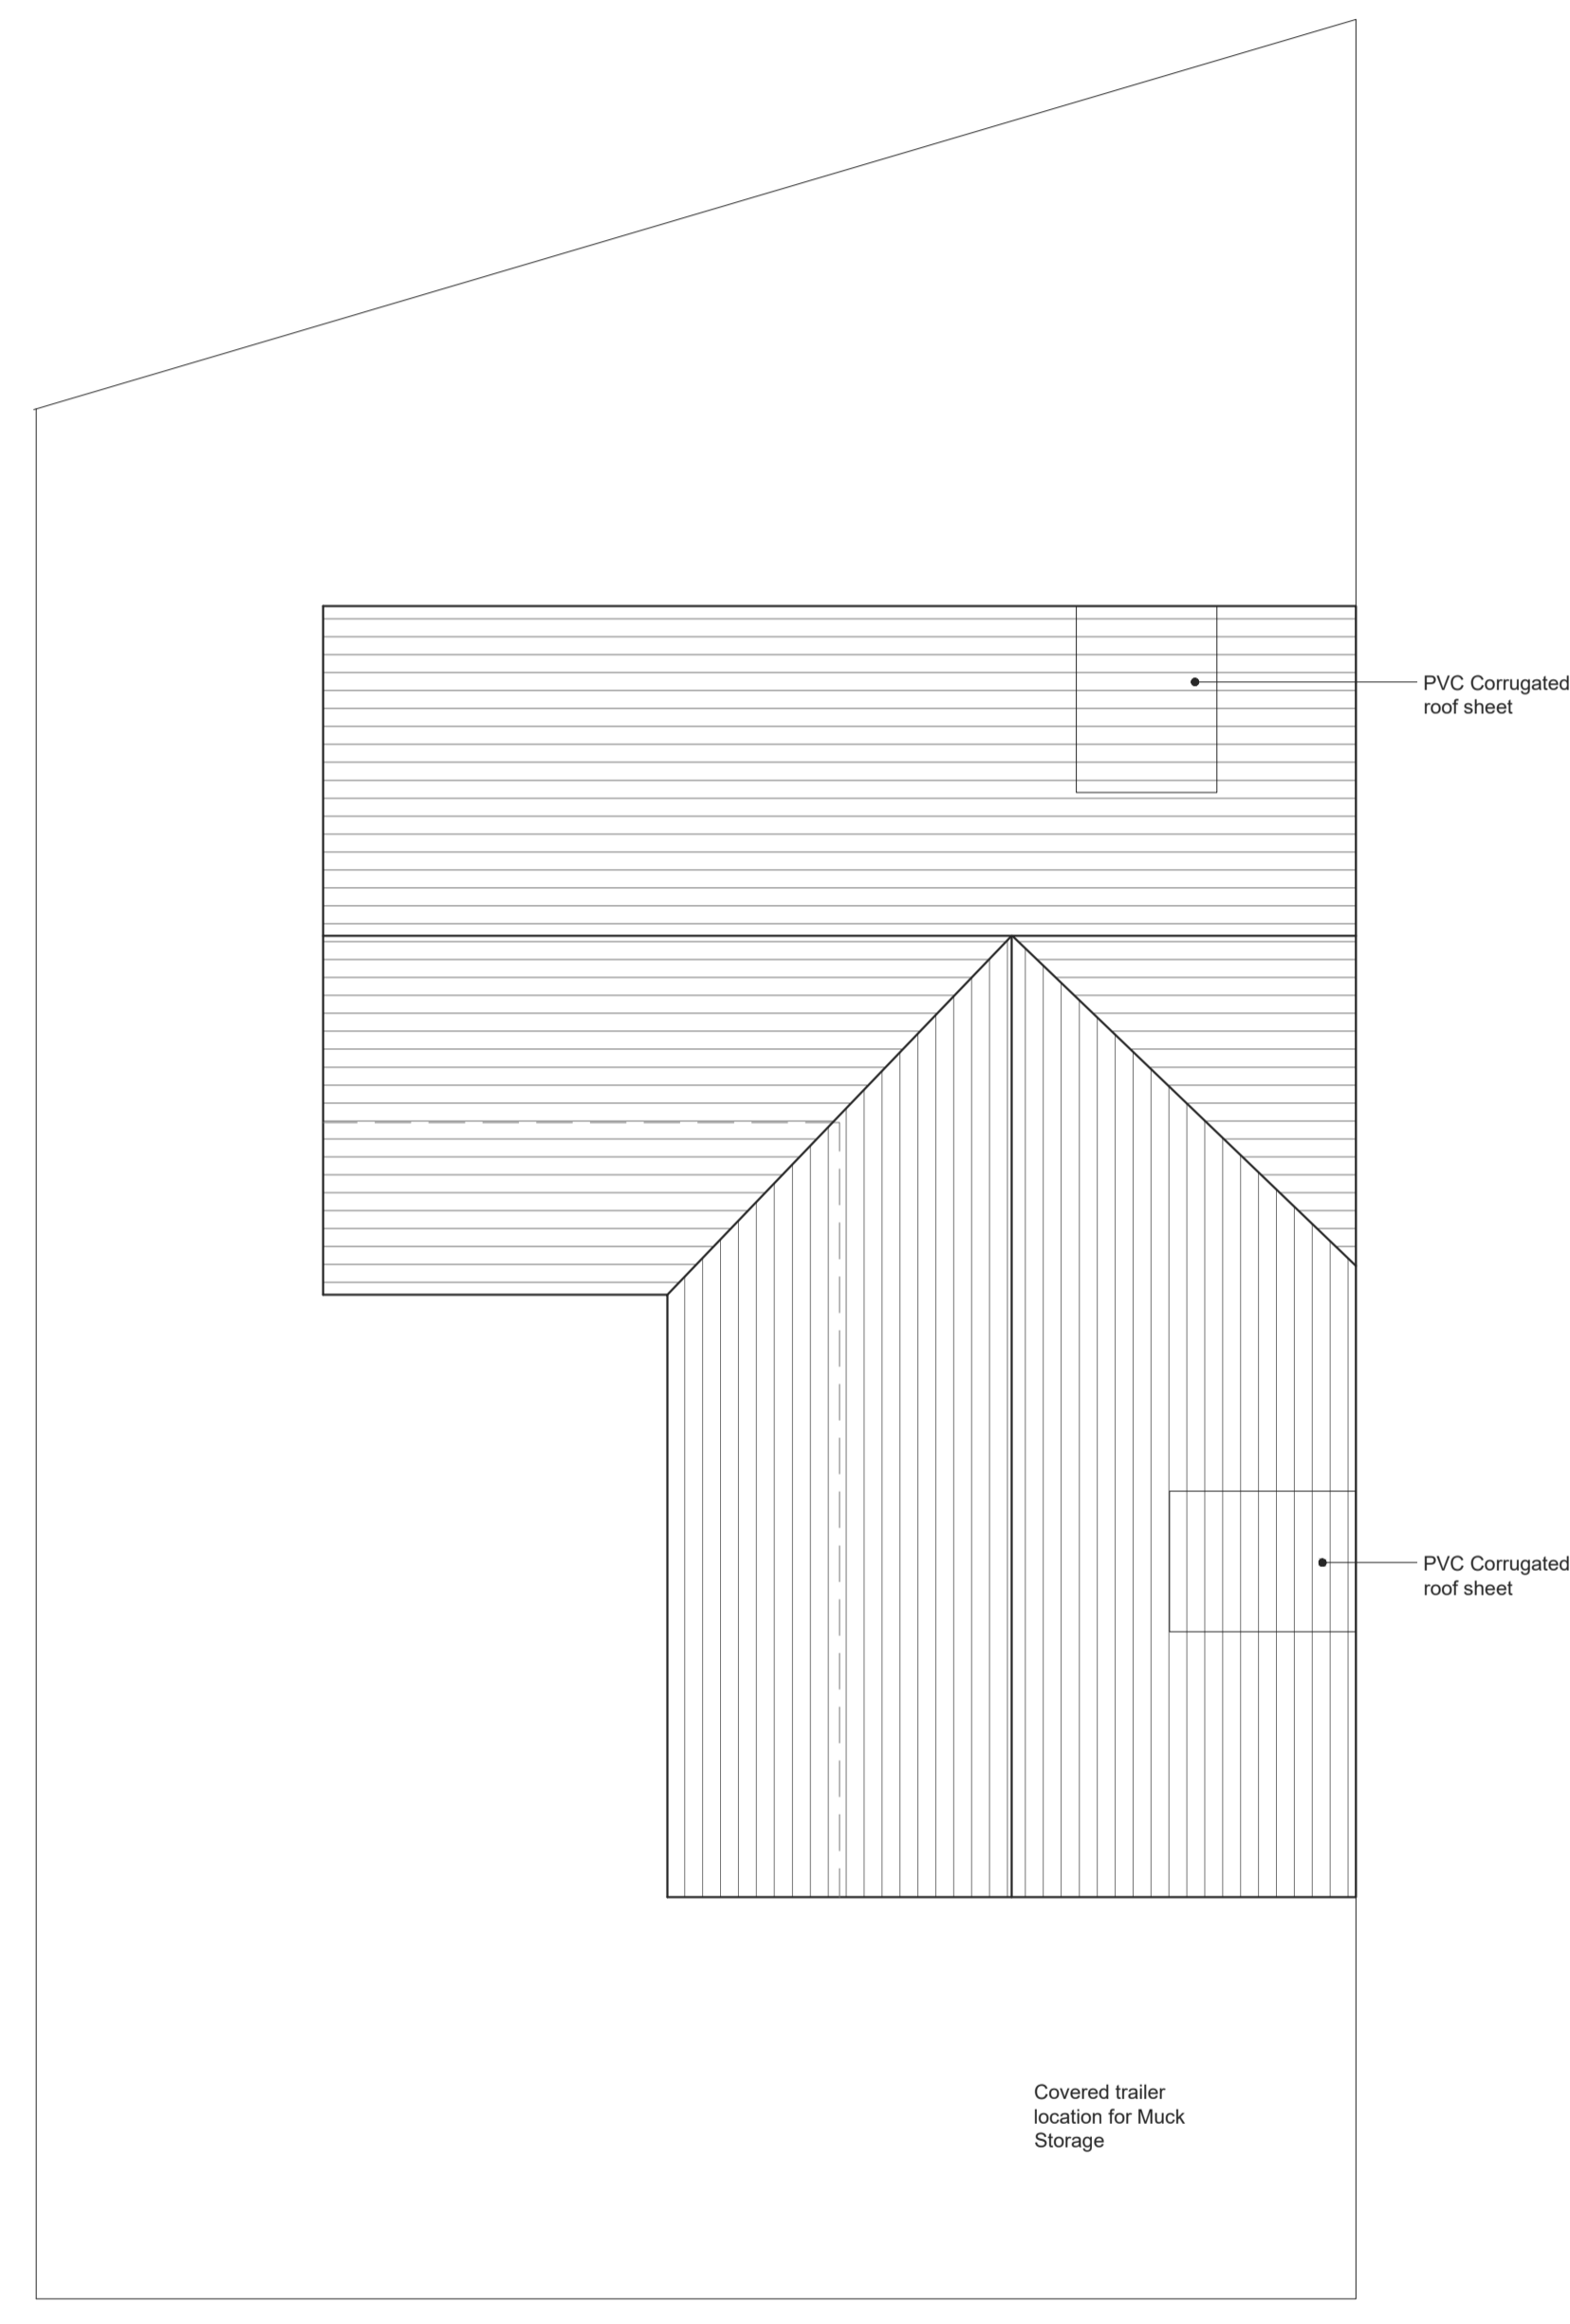 PVC Corrugated
roof sheet
PVC Corrugated
roof sheet
Covered trailer
location for Muck
Storage